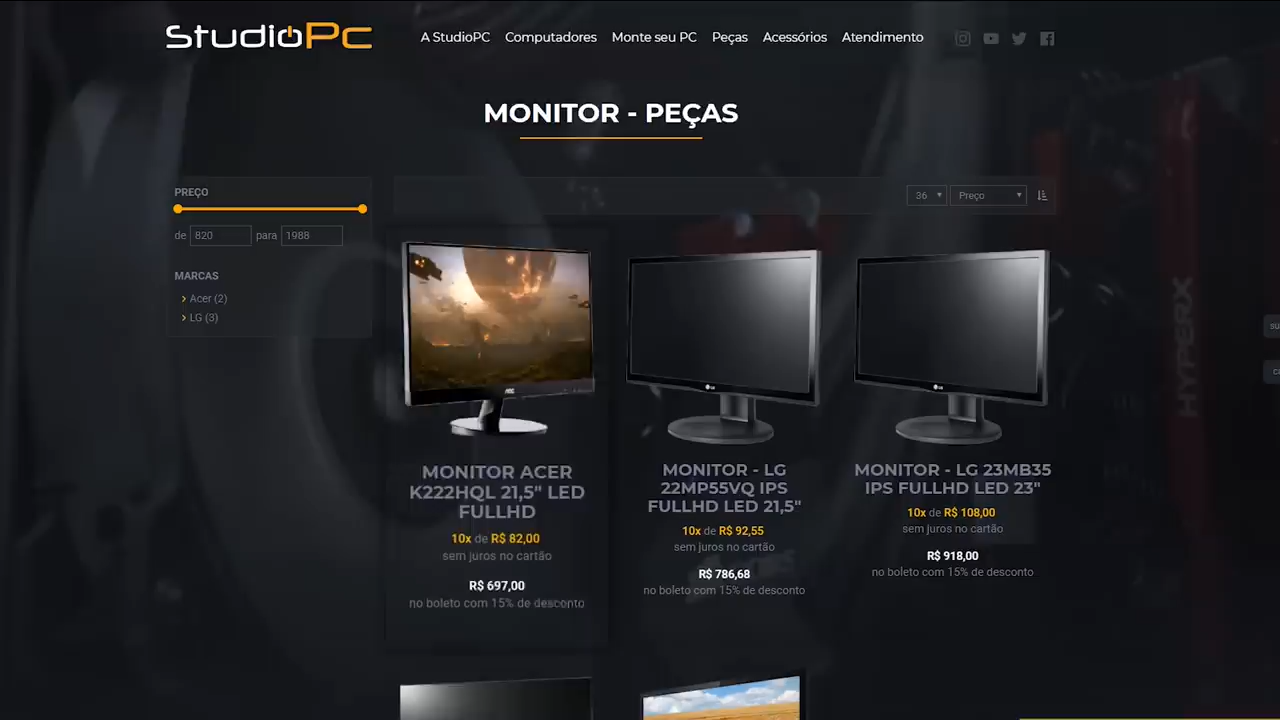 StudioPc
A StudioPC Computadores Monte seu PC Peças Acessórios Atendimento
MONITOR - PEÇAS
PREÇO
de 820 para 1988
MARCAS
Acer (2)
LG (3)
36 Preço
MONITOR ACER
K222HQL 21,5" LED
FULLHD
10x de R$ 82,00
sem juros no cartão
R$ 697,00
no boleto com 15% de desconto
MONITOR - LG
22MP55VQ IPS
FULLHD LED 21,5"
10x de R$ 92,55
sem juros no cartão
R$ 786,68
no boleto com 15% de desconto
MONITOR - LG 23MB35
IPS FULLHD LED 23"
10x de R$ 108,00
sem juros no cartão
R$ 918,00
no boleto com 15% de desconto
HYPERX